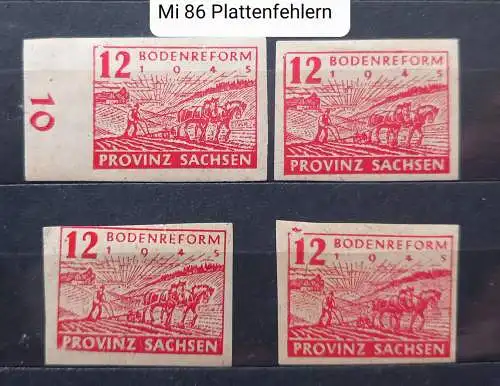 Mi 86 Plattenfehlern
10
12 BODENREFORM
1 9 4 5
PROVINZ SACHSEN
12 BODENREFORM
1 9 4 5
PROVINZ SACHSEN
12 BODENREFORM
1 9 4 5
PROVINZ SACHSEN
12 BODENREFORM
1 9 4 5
PROVINZ SACHSEN